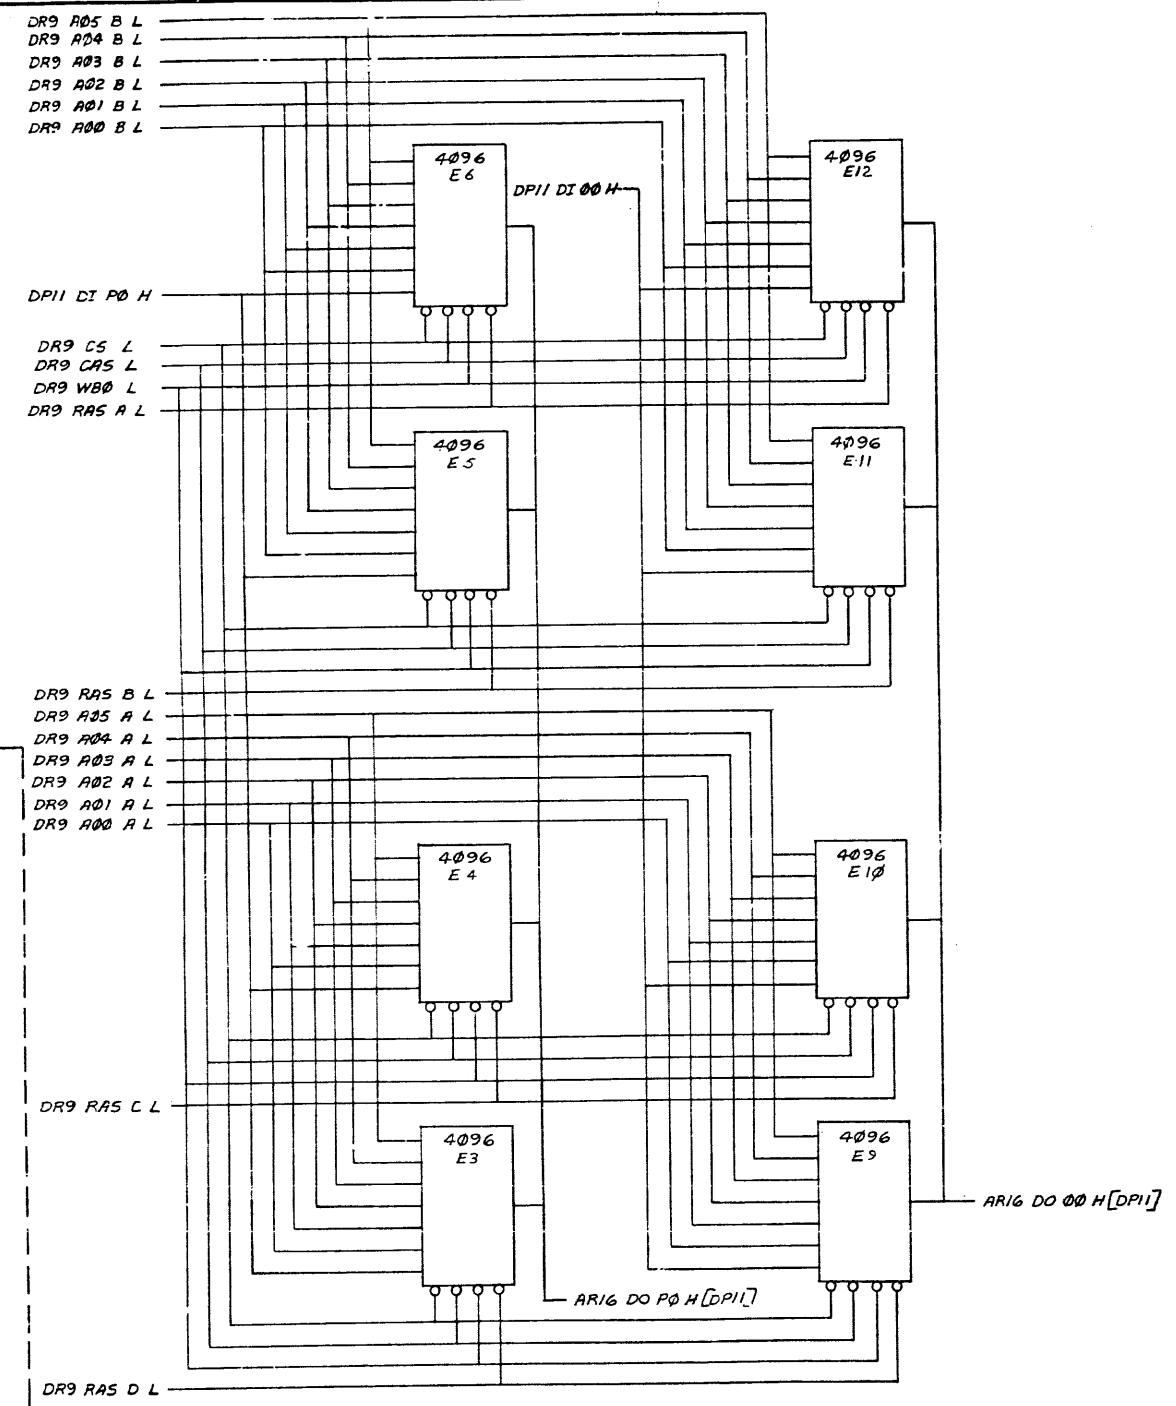 DR9 AØ5 B L
DR9 AØ4 B L
DR9 AØ3 B L
DR9 AØ2 B L
DR9 AØ1 B L
DR9 AØØ B L
4Ø96
E6
DP11 DI ØØ H
4Ø96
E12
DP11 DI PØ H
DR9 CS L
DR9 CAS L
DR9 WBØ L
DR9 RAS A L
4Ø96
E5
4Ø96
E11
DR9 RAS B L
DR9 AØ5 A L
DR9 AØ4 A L
DR9 AØ3 A L
DR9 AØ2 A L
DR9 AØ1 A L
DR9 AØØ A L
4Ø96
E4
4Ø96
E1Ø
DR9 RAS C L
4Ø96
E3
4Ø96
E9
AR16 DO ØØ H[DP11]
AR16 DO PØ H[DP11]
DR9 RAS D L